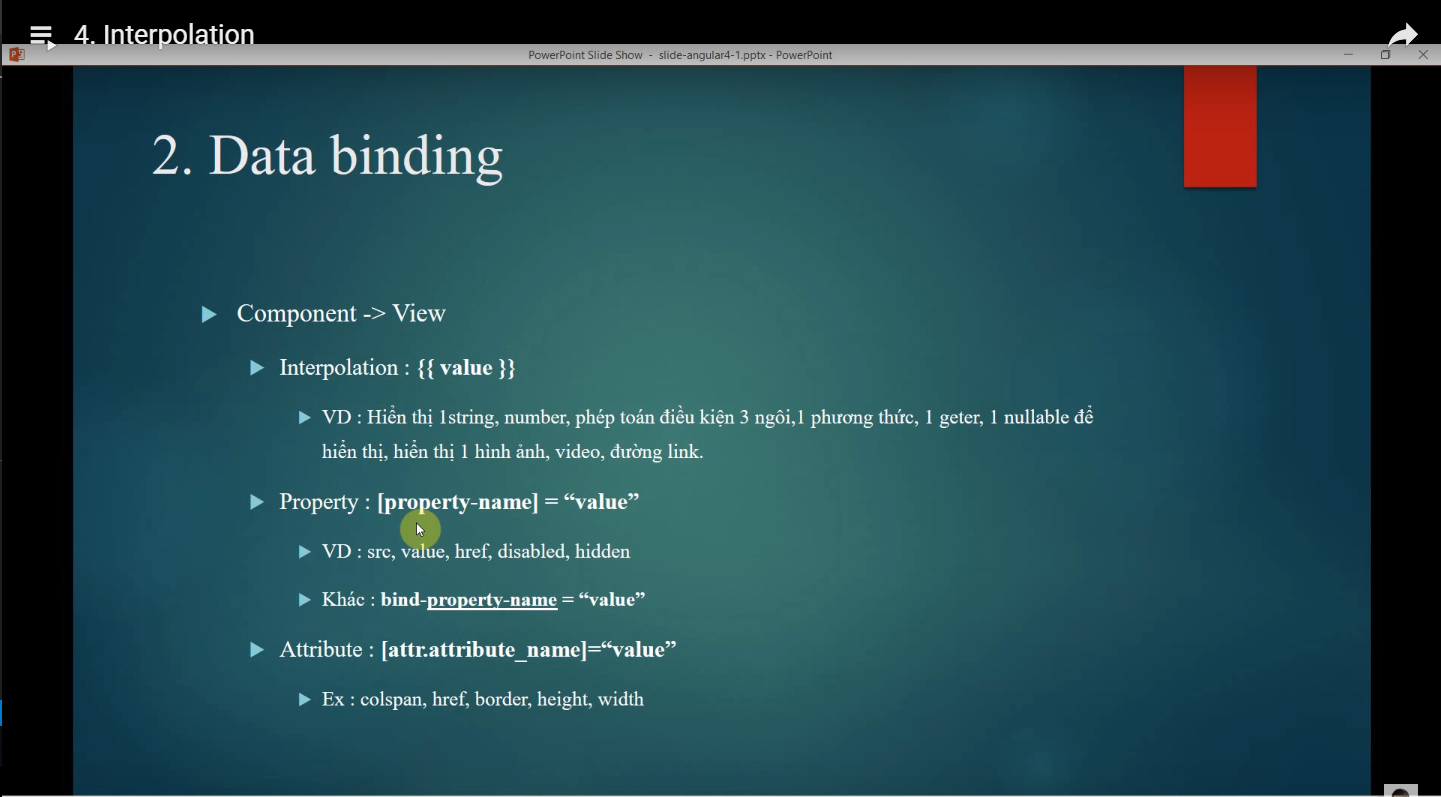 4. Interpolation
PowerPoint Slide Show - slide-angular4-1.pptx - PowerPoint
2. Data binding
Component -> View
Interpolation : {{ value }}
VD : Hiển thị 1string, number, phép toán điều kiện 3 ngôi,1 phương thức, 1 geter, 1 nullable để
hiển thị, hiển thị 1 hình ảnh, video, đường link.
Property : [property-name] = “value”
VD : src, value, href, disabled, hidden
Khác : bind-property-name = “value”
Attribute : [attr.attribute_name]=“value”
Ex : colspan, href, border, height, width